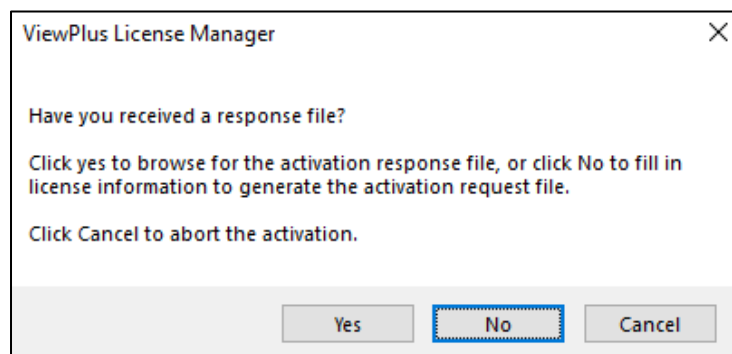 ViewPlus License Manager
Have you received a response file?
Click yes to browse for the activation response file, or click No to fill in
license information to generate the activation request file.
Click Cancel to abort the activation.
Yes No Cancel